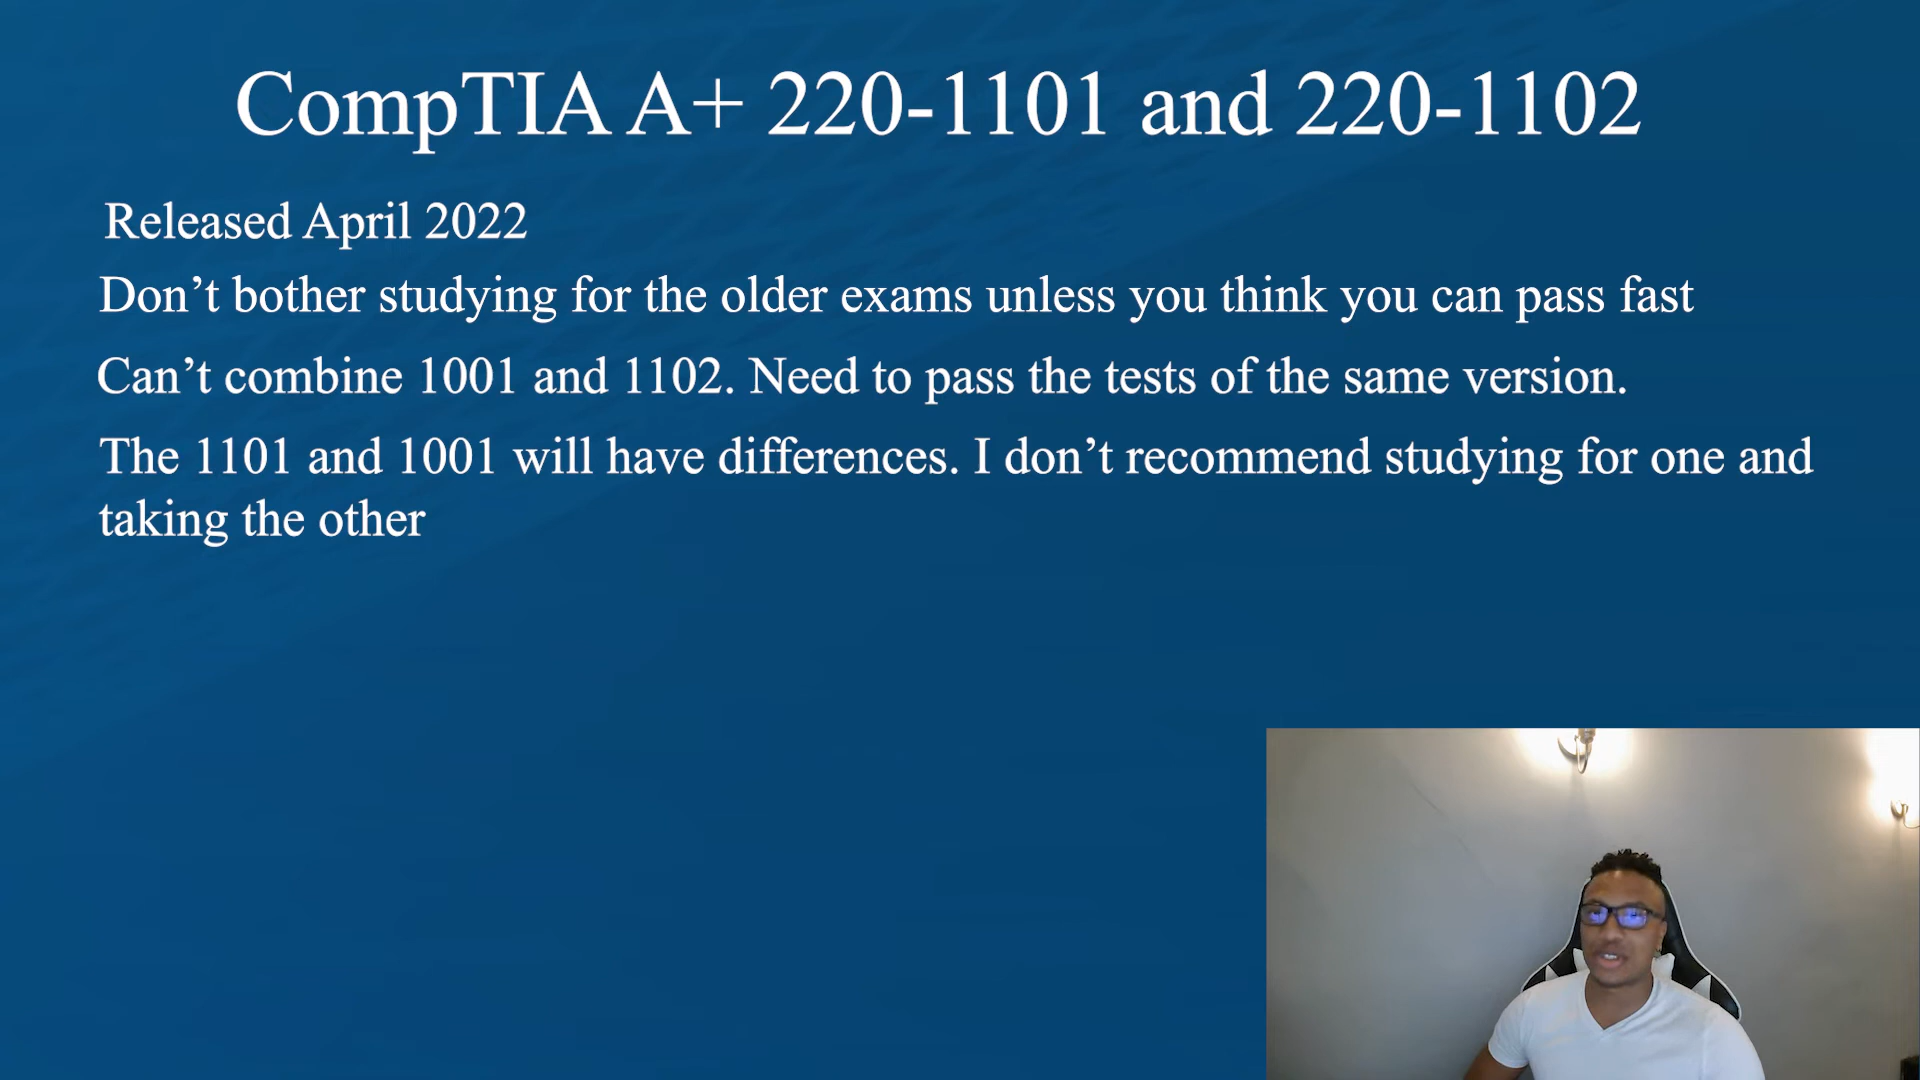 CompTIA A+ 220-1101 and 220-1102
Released April 2022
Don’t bother studying for the older exams unless you think you can pass fast
Can’t combine 1001 and 1102. Need to pass the tests of the same version.
The 1101 and 1001 will have differences. I don’t recommend studying for one and
taking the other